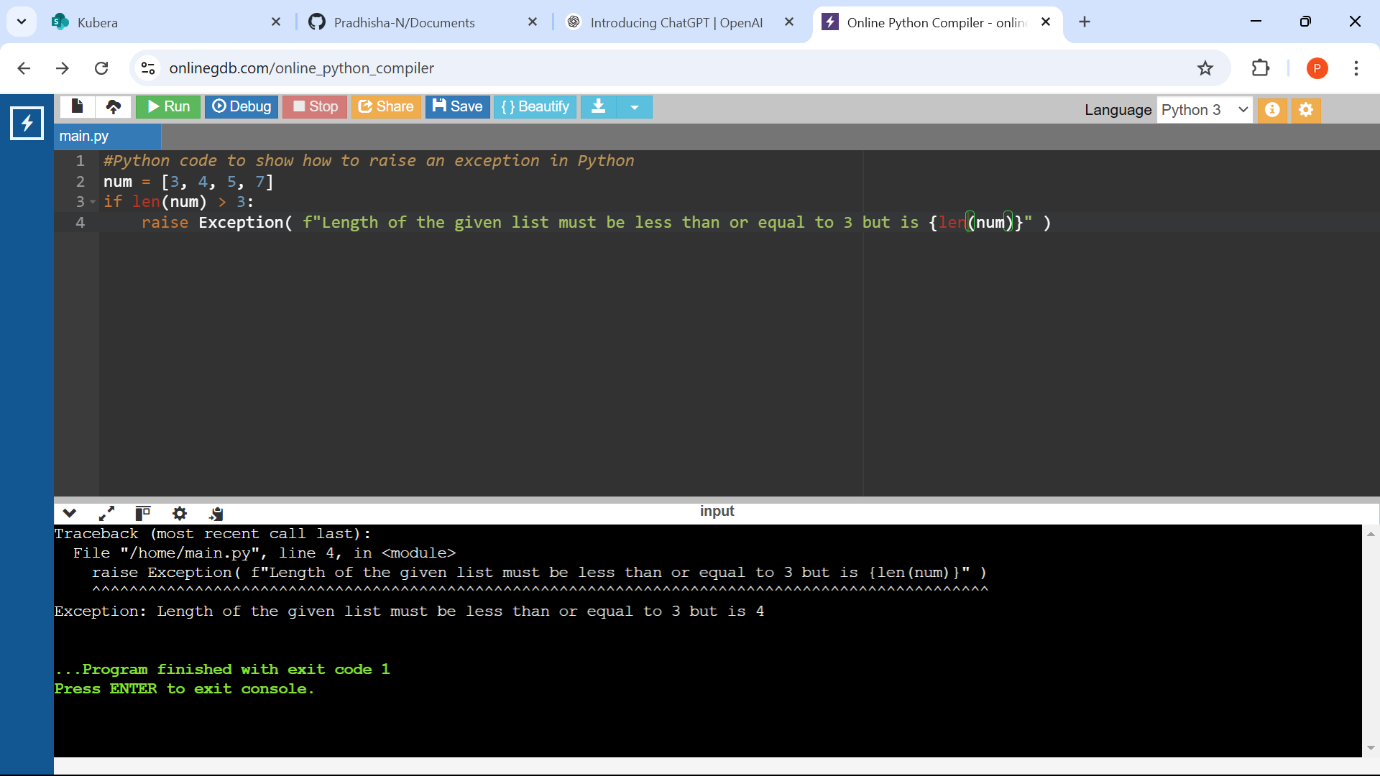 Kubera
Pradhisha-N/Documents
Introducing ChatGPT | OpenAI
Online Python Compiler - onlin
onlinegdb.com/online_python_compiler
P
Run
Debug
Stop
Share
Save
{ } Beautify
Language Python 3
main.py
1 #Python code to show how to raise an exception in Python
2 num = [3, 4, 5, 7]
3 if len(num) > 3:
4 raise Exception( f"Length of the given list must be less than or equal to 3 but is {len(num)}" )
input
Traceback (most recent call last):
File "/home/main.py", line 4, in <module>
raise Exception( f"Length of the given list must be less than or equal to 3 but is {len(num)}" )
^^^^^^^^^^^^^^^^^^^^^^^^^^^^^^^^^^^^^^^^^^^^^^^^^^^^^^^^^^^^^^^^^^^^^^^^^^^^^^^^^^^^^^^^^^^^^^^^
Exception: Length of the given list must be less than or equal to 3 but is 4
...Program finished with exit code 1
Press ENTER to exit console.